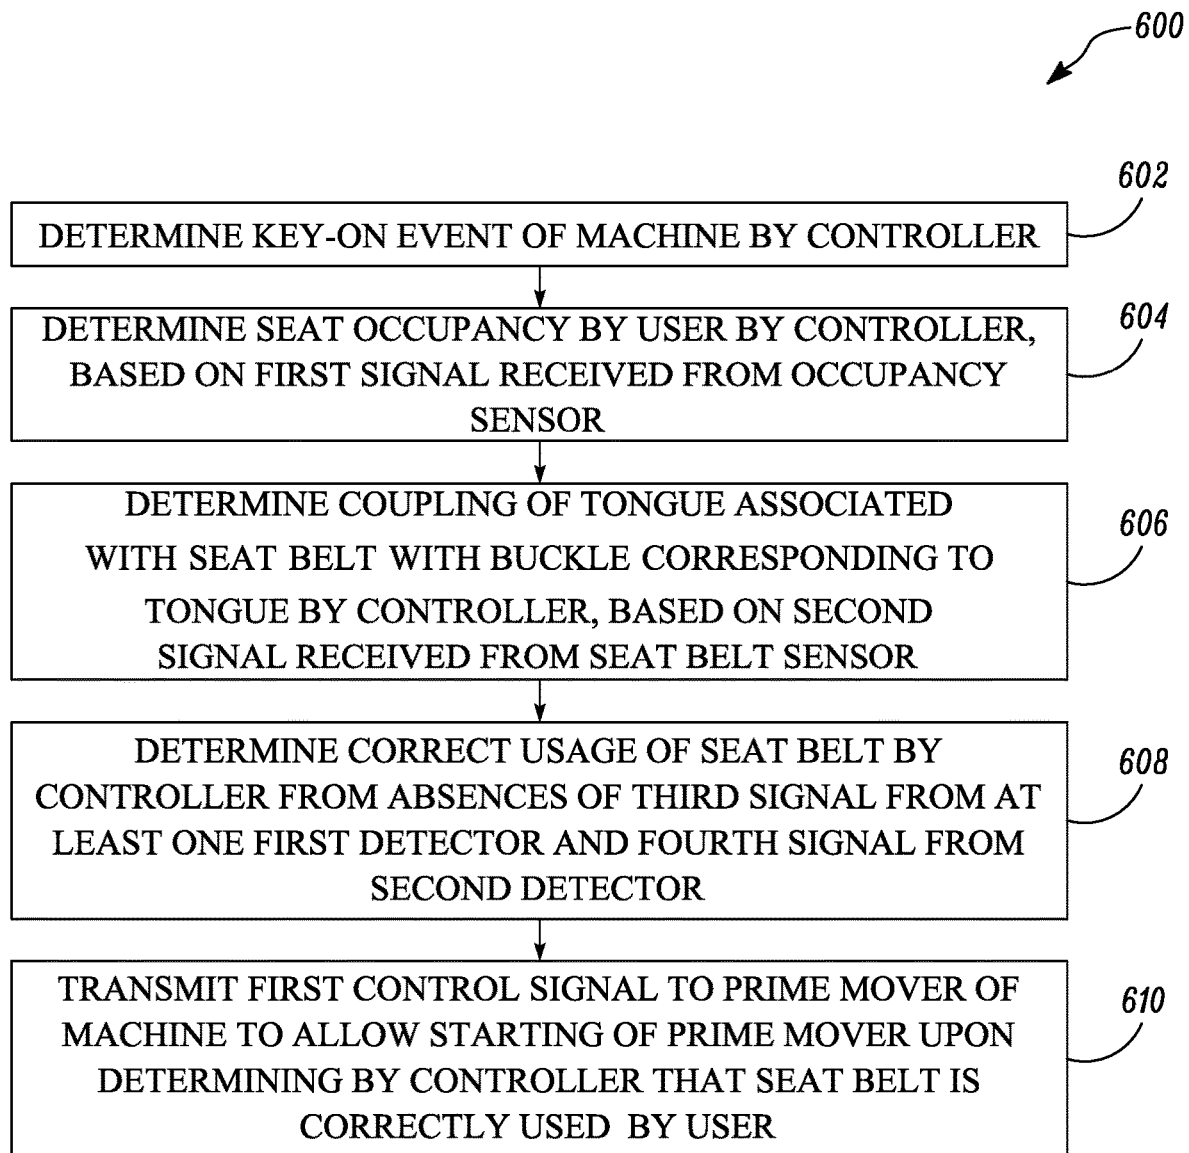 600
602
DETERMINE KEY-ON EVENT OF MACHINE BY CONTROLLER
604
DETERMINE SEAT OCCUPANCY BY USER BY CONTROLLER,
BASED ON FIRST SIGNAL RECEIVED FROM OCCUPANCY
SENSOR
606
DETERMINE COUPLING OF TONGUE ASSOCIATED
WITH SEAT BELT WITH BUCKLE CORRESPONDING TO
TONGUE BY CONTROLLER, BASED ON SECOND
SIGNAL RECEIVED FROM SEAT BELT SENSOR
608
DETERMINE CORRECT USAGE OF SEAT BELT BY
CONTROLLER FROM ABSENCES OF THIRD SIGNAL FROM AT
LEAST ONE FIRST DETECTOR AND FOURTH SIGNAL FROM
SECOND DETECTOR
610
TRANSMIT FIRST CONTROL SIGNAL TO PRIME MOVER OF
MACHINE TO ALLOW STARTING OF PRIME MOVER UPON
DETERMINING BY CONTROLLER THAT SEAT BELT IS
CORRECTLY USED BY USER